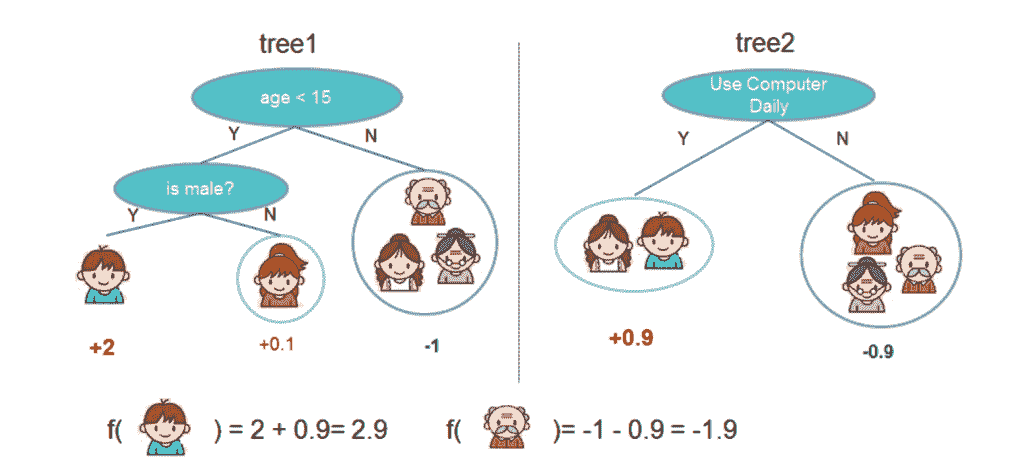 tree1
age < 15
Y
N
is male?
Y
N
+2
+0.1
-1
tree2
Use Computer
Daily
Y
N
+0.9
-0.9
f( ) = 2 + 0.9= 2.9
f( )= -1 - 0.9 = -1.9